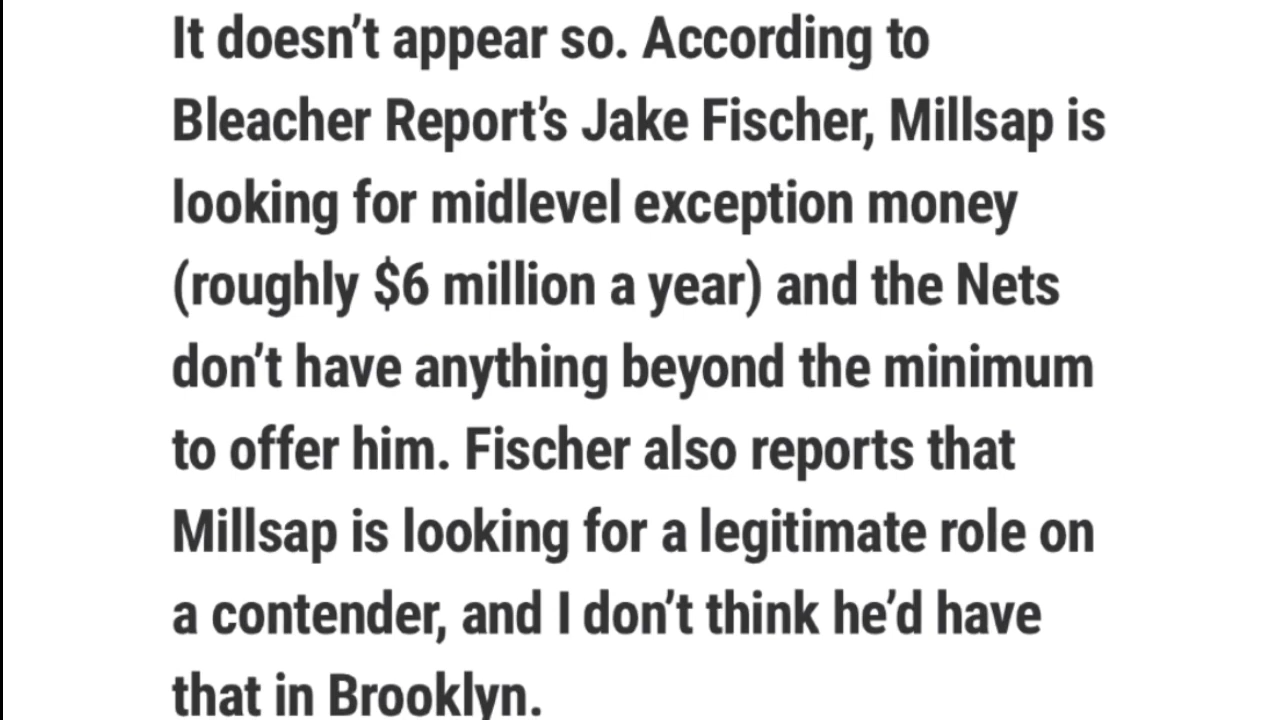 It doesn’t appear so. According to
Bleacher Report’s Jake Fischer, Millsap is
looking for midlevel exception money
(roughly $6 million a year) and the Nets
don’t have anything beyond the minimum
to offer him. Fischer also reports that
Millsap is looking for a legitimate role on
a contender, and I don’t think he’d have
that in Brooklyn.